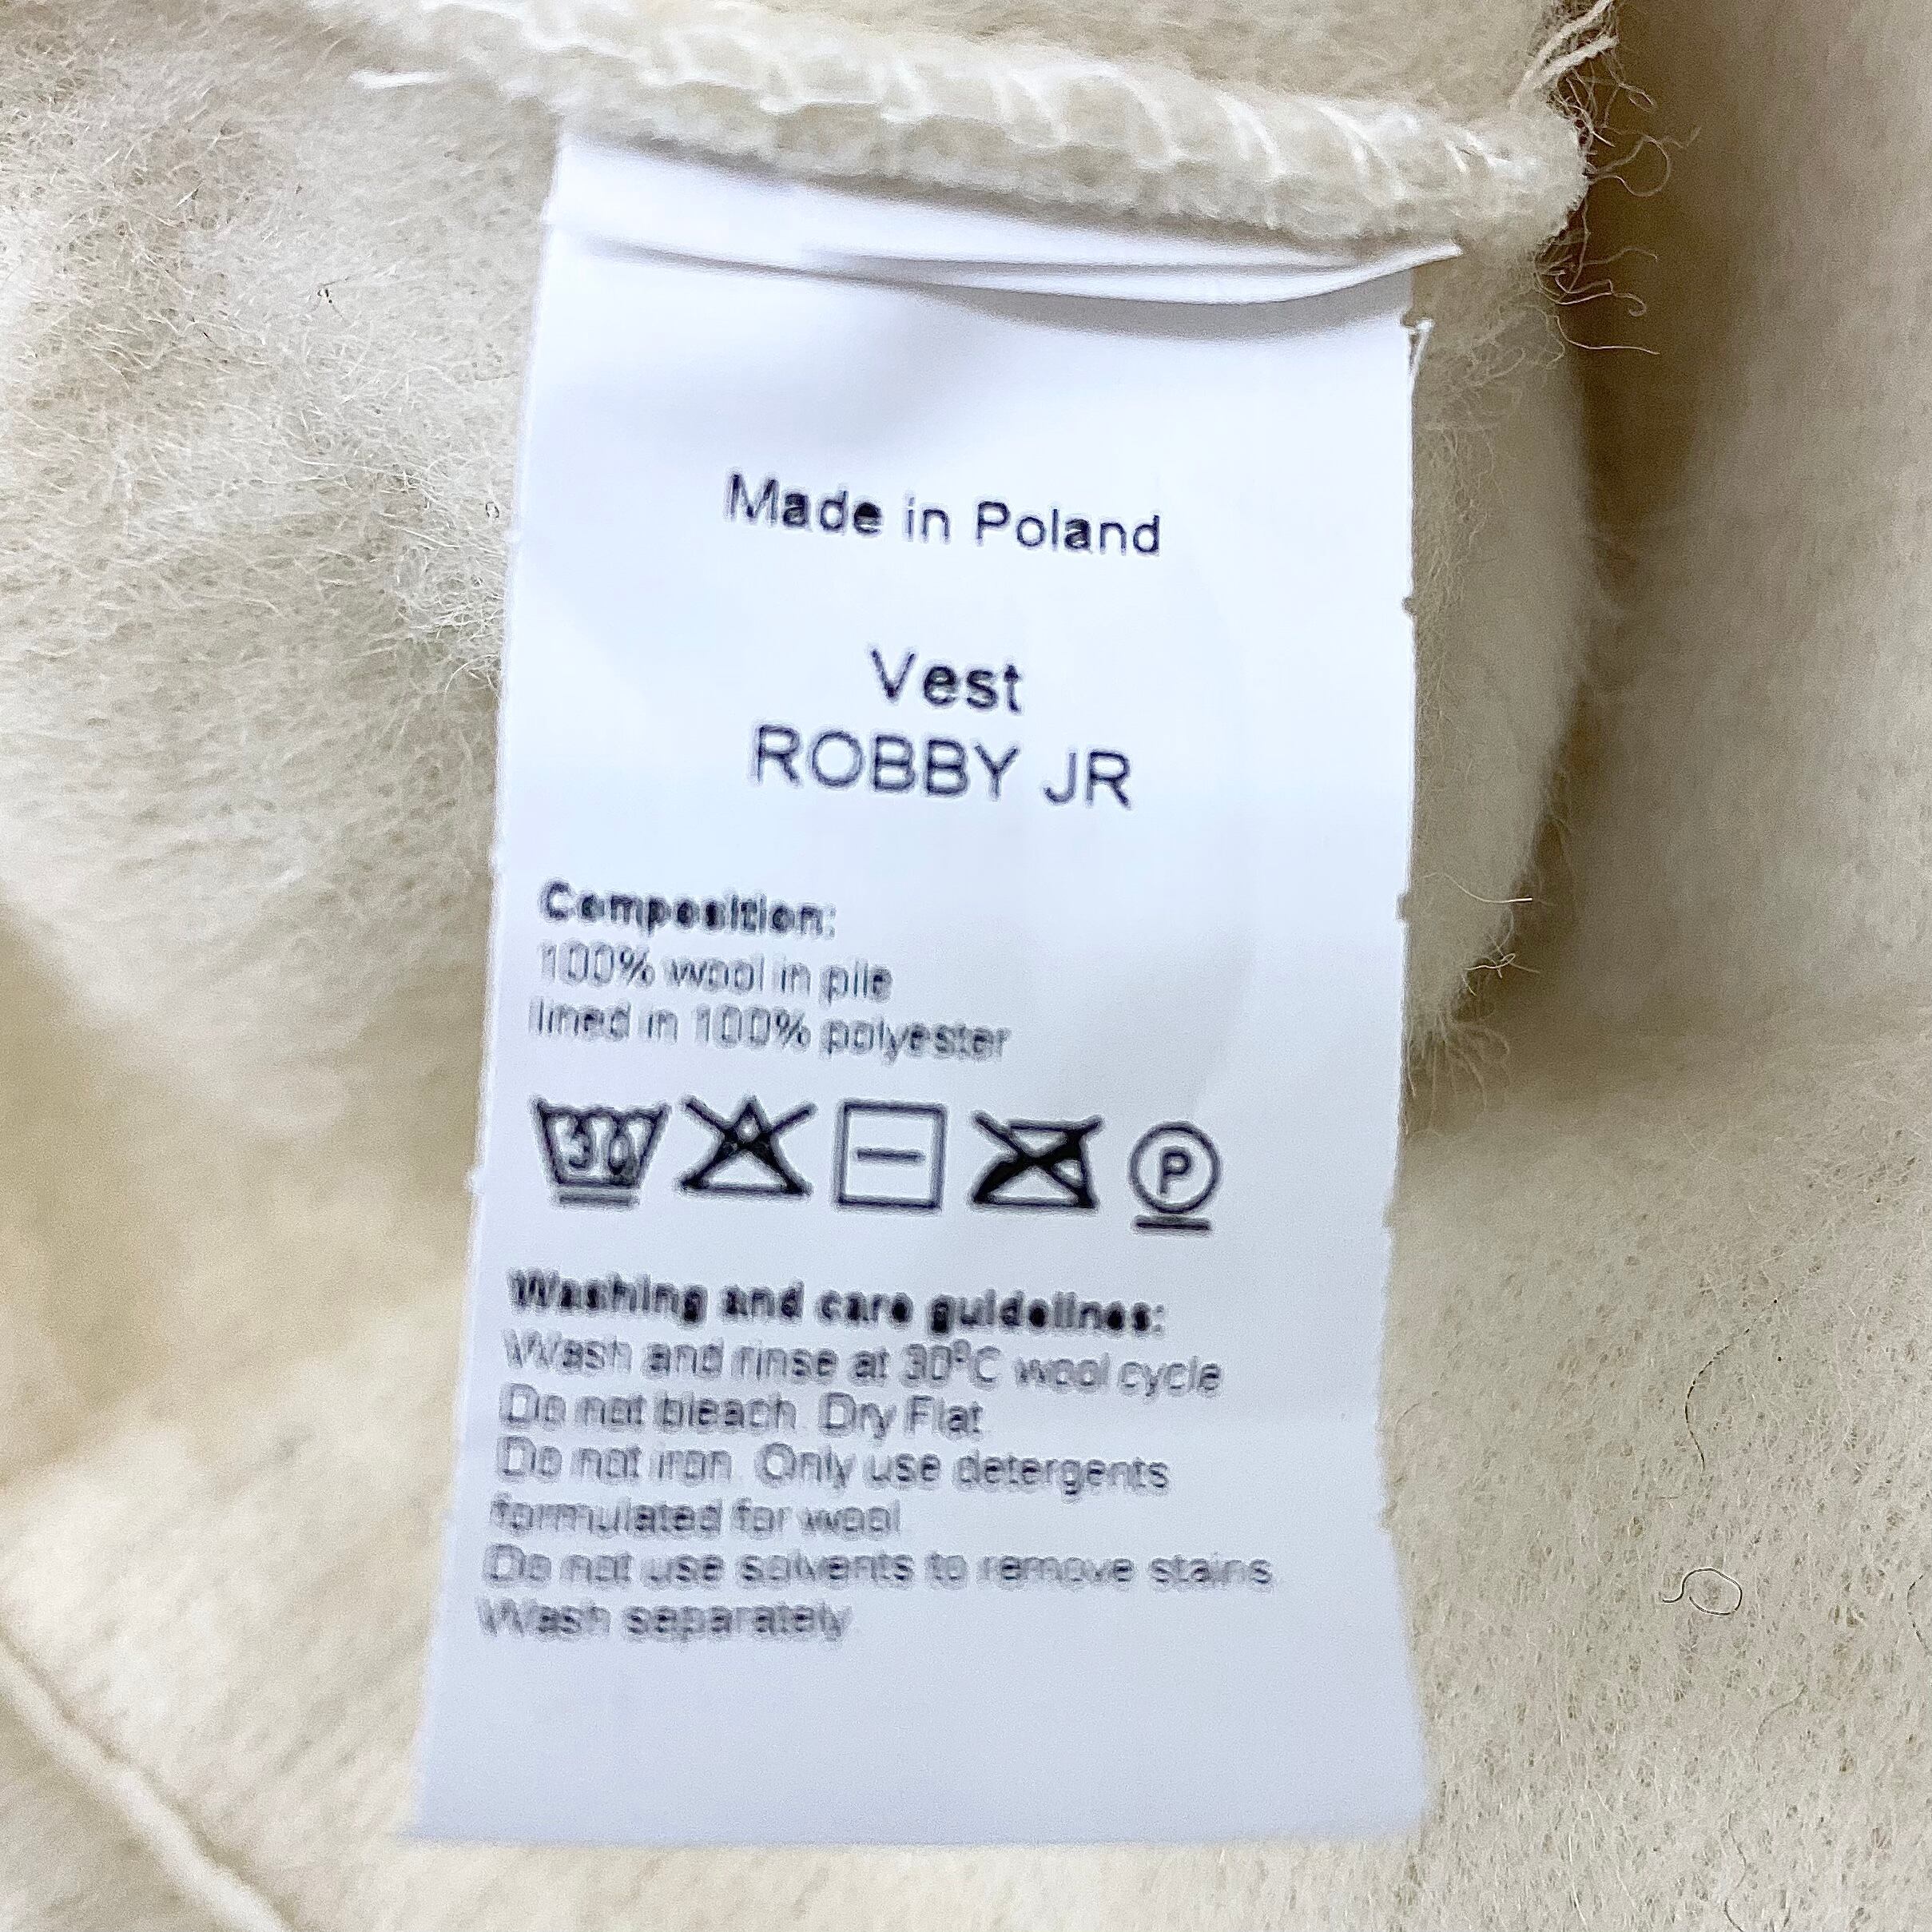 Made in Poland
Vest
ROBBY JR
Composition:
100% wool in pile
lined in 100% polyester
30
P
Washing and care guidelines:
Wash and rinse at 30ºC wool cycle
Do not bleach. Dry Flat
Do not iron. Only use detergents
formulated for wool
Do not use solvents to remove stains
Wash separately